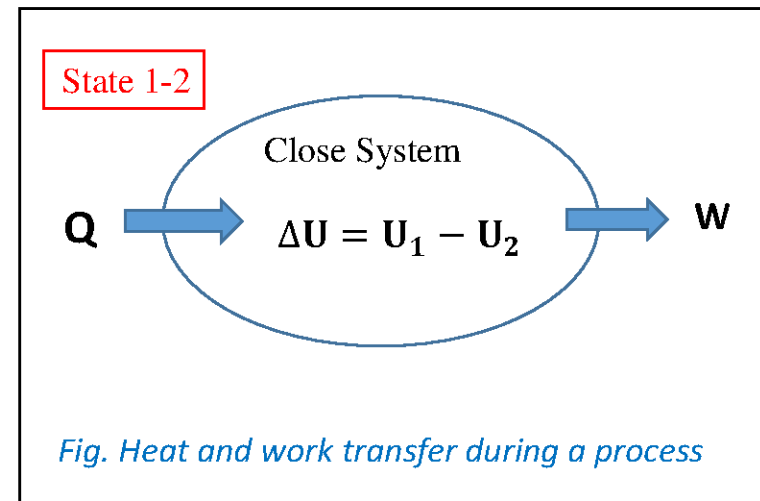 State 1-2
Close System
Q
ΔU = U₁ − U₂
W
Fig. Heat and work transfer during a process